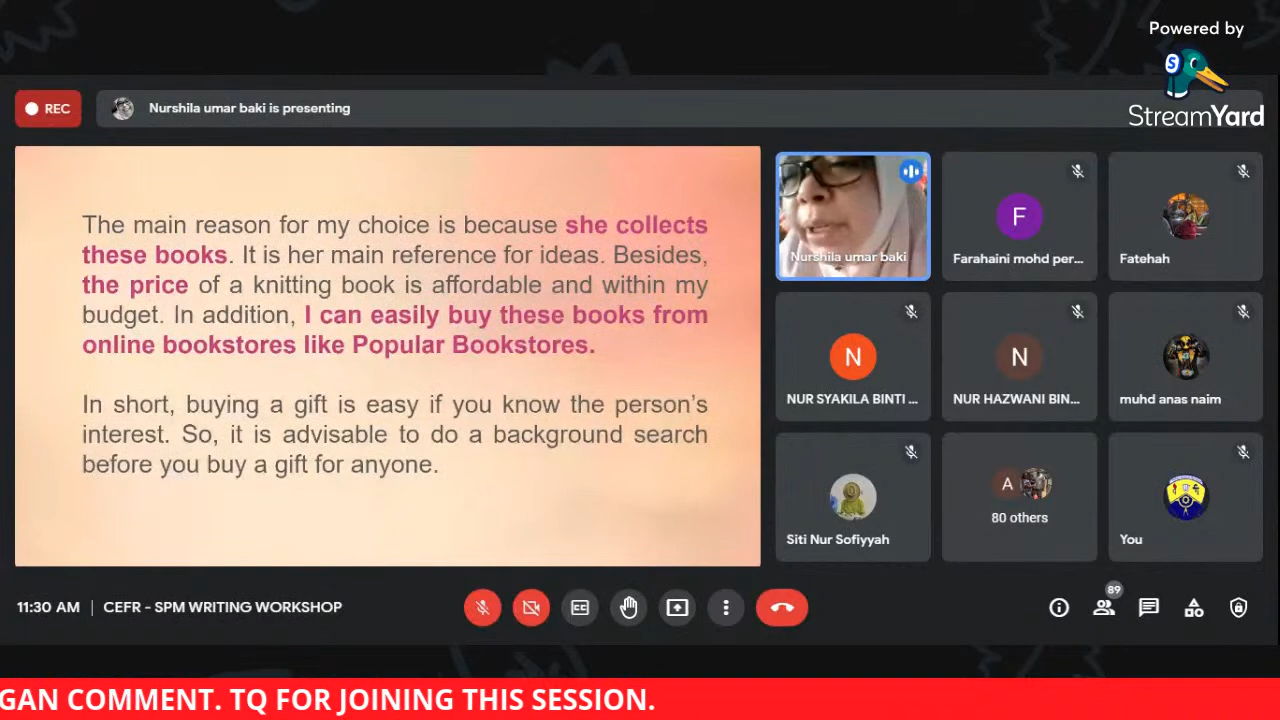 Powered by
StreamYard
REC
Nurshila umar baki is presenting
The main reason for my choice is because she collects
these books. It is her main reference for ideas. Besides,
the price of a knitting book is affordable and within my
budget. In addition, I can easily buy these books from
online bookstores like Popular Bookstores.
In short, buying a gift is easy if you know the person's
interest. So, it is advisable to do a background search
before you buy a gift for anyone.
Nurshila umar baki
F
Farahaini mohd per...
Fatehah
N
NUR SYAKILA BINTI ...
N
NUR HAZWANI BIN...
muhd anas naim
Siti Nur Sofiyyah
A
80 others
You
11:30 AM | CEFR - SPM WRITING WORKSHOP
89
GAN COMMENT. TQ FOR JOINING THIS SESSION.